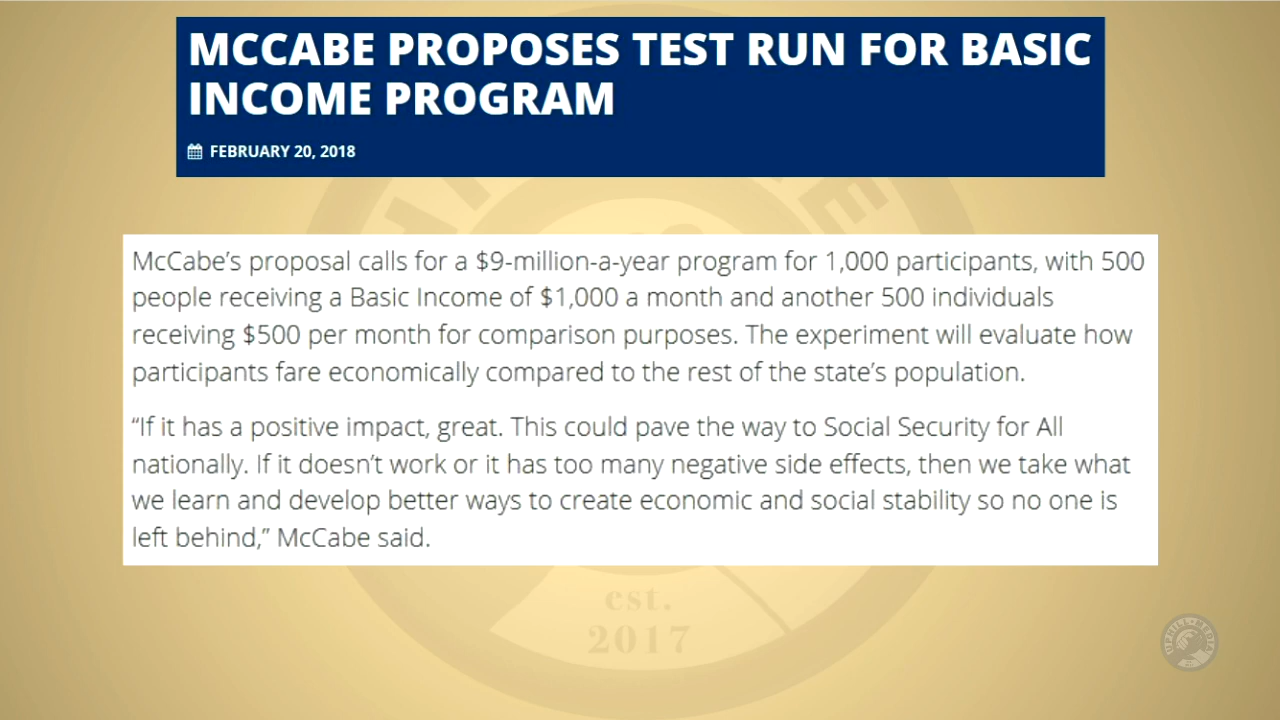 MCCABE PROPOSES TEST RUN FOR BASIC
INCOME PROGRAM
FEBRUARY 20, 2018
McCabe’s proposal calls for a $9-million-a-year program for 1,000 participants, with 500
people receiving a Basic Income of $1,000 a month and another 500 individuals
receiving $500 per month for comparison purposes. The experiment will evaluate how
participants fare economically compared to the rest of the state’s population.
“If it has a positive impact, great. This could pave the way to Social Security for All
nationally. If it doesn’t work or it has too many negative side effects, then we take what
we learn and develop better ways to create economic and social stability so no one is
left behind,” McCabe said.
est.
2017